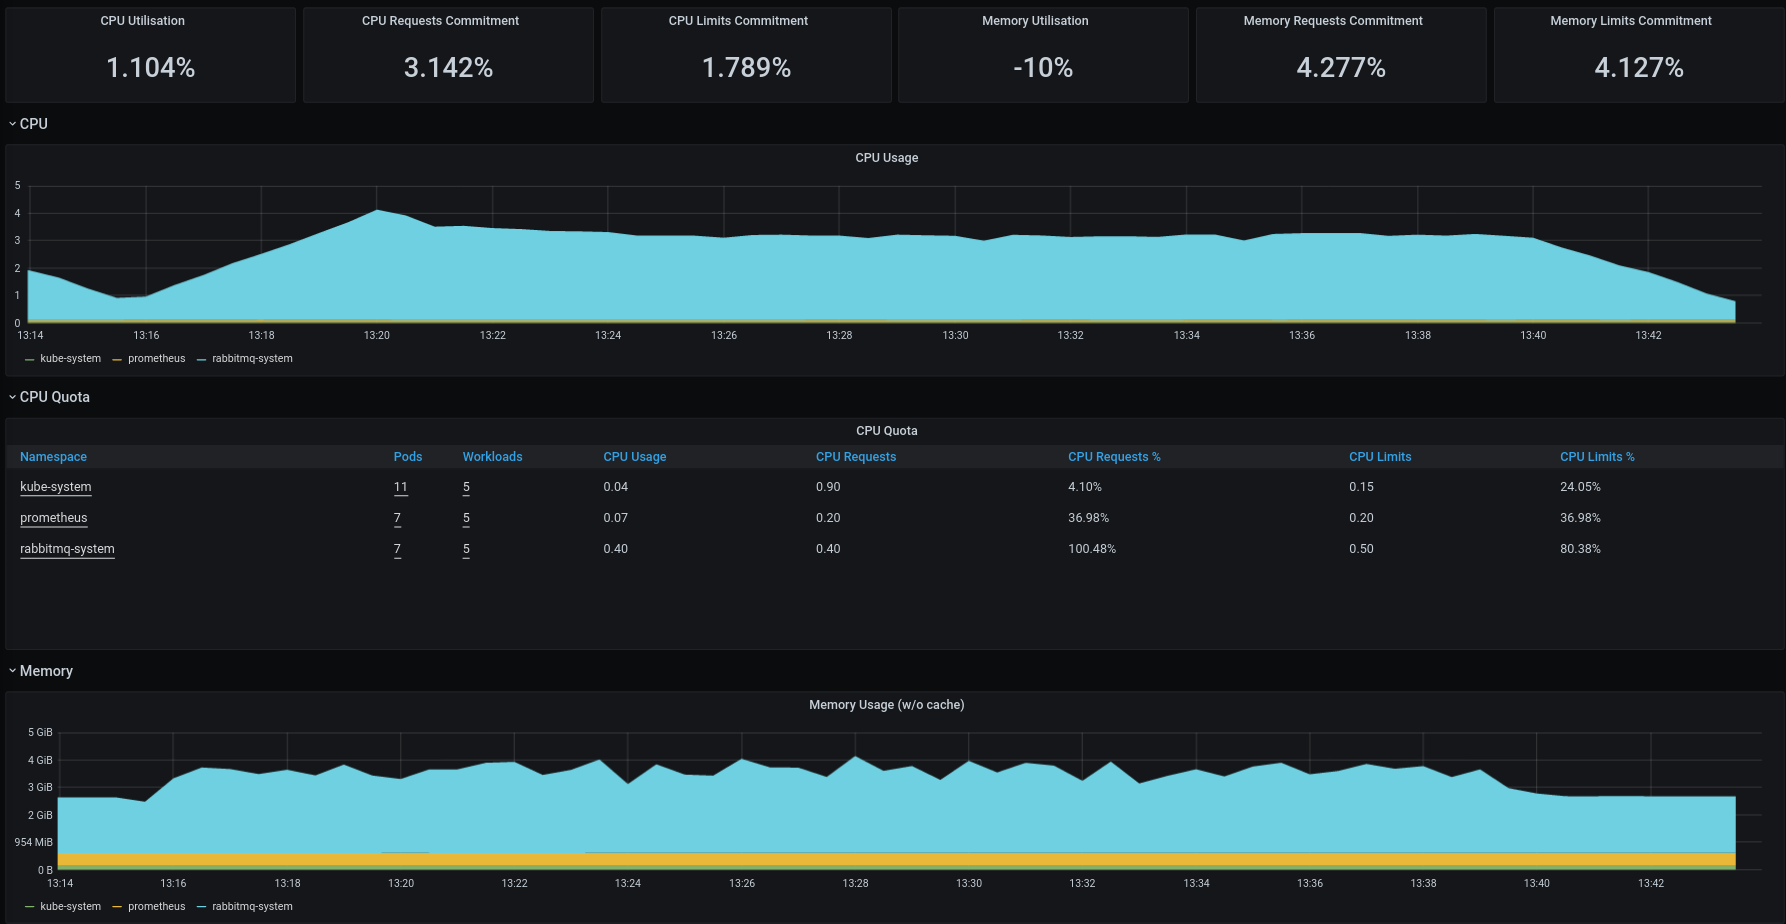 CPU Utilisation CPU Requests Commitment CPU Limits Commitment Memory Utilisation Memory Requests Commitment Memory Limits Commitment
1.104% 3.142% 1.789% -10% 4.277% 4.127%
CPU
CPU Usage
5
4
3
2
1
0
13:14 13:16 13:18 13:20 13:22 13:24 13:26 13:28 13:30 13:32 13:34 13:36 13:38 13:40 13:42
kube-system prometheus rabbitmq-system
CPU Quota
CPU Quota
Namespace Pods Workloads CPU Usage CPU Requests CPU Requests % CPU Limits CPU Limits %
kube-system 11 5 0.04 0.90 4.10% 0.15 24.05%
prometheus 7 5 0.07 0.20 36.98% 0.20 36.98%
rabbitmq-system 7 5 0.40 0.40 100.48% 0.50 80.38%
Memory
Memory Usage (w/o cache)
5 GiB
4 GiB
3 GiB
2 GiB
954 MiB
0 B
13:14 13:16 13:18 13:20 13:22 13:24 13:26 13:28 13:30 13:32 13:34 13:36 13:38 13:40 13:42
kube-system prometheus rabbitmq-system